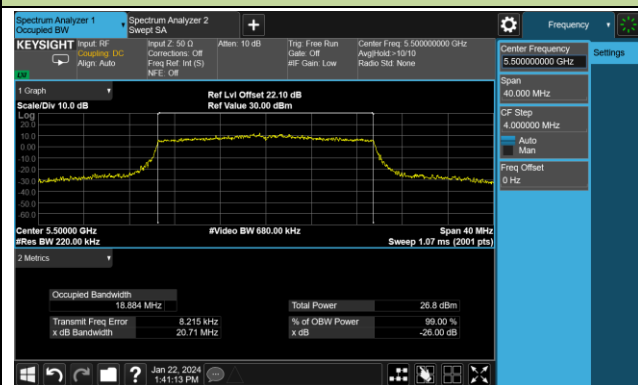 Spectrum Analyzer 1
Occupied BW
Spectrum Analyzer 2
Swept SA
+
Frequency
KEYSIGHT
Input: RF
Coupling: DC
Align: Auto
Input Z: 50 Ω
Corrections: Off
Freq Ref: Int (S)
NFE: Off
Atten: 10 dB
Trig: Free Run
Gate: Off
#IF Gain: Low
Center Freq: 5.500000000 GHz
Avg|Hold:>10/10
Radio Std: None
Center Frequency
5.500000000 GHz
Settings
Span
40.000 MHz
CF Step
4.000000 MHz
Auto
Man
Freq Offset
0 Hz
1 Graph
Scale/Div 10.0 dB
Ref Lvl Offset 22.10 dB
Ref Value 30.00 dBm
Log
20.0
10.0
0.00
-10.0
-20.0
-30.0
-40.0
-50.0
-60.0
Center 5.50000 GHz
#Res BW 220.00 kHz
#Video BW 680.00 kHz
Span 40 MHz
Sweep 1.07 ms (2001 pts)
2 Metrics
Occupied Bandwidth
18.884 MHz
Transmit Freq Error 8.215 kHz
x dB Bandwidth 20.71 MHz
Total Power 26.8 dBm
% of OBW Power 99.00 %
x dB -26.00 dB
?
Jan 22, 2024
1:41:13 PM